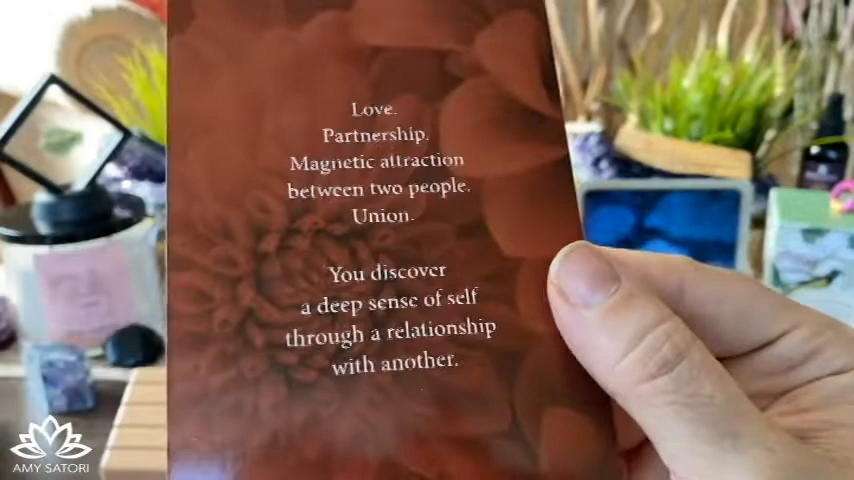 Love.
Partnership.
Magnetic attraction
between two people.
Union.
You discover
a deep sense of self
through a relationship
with another.
AMY SATORI